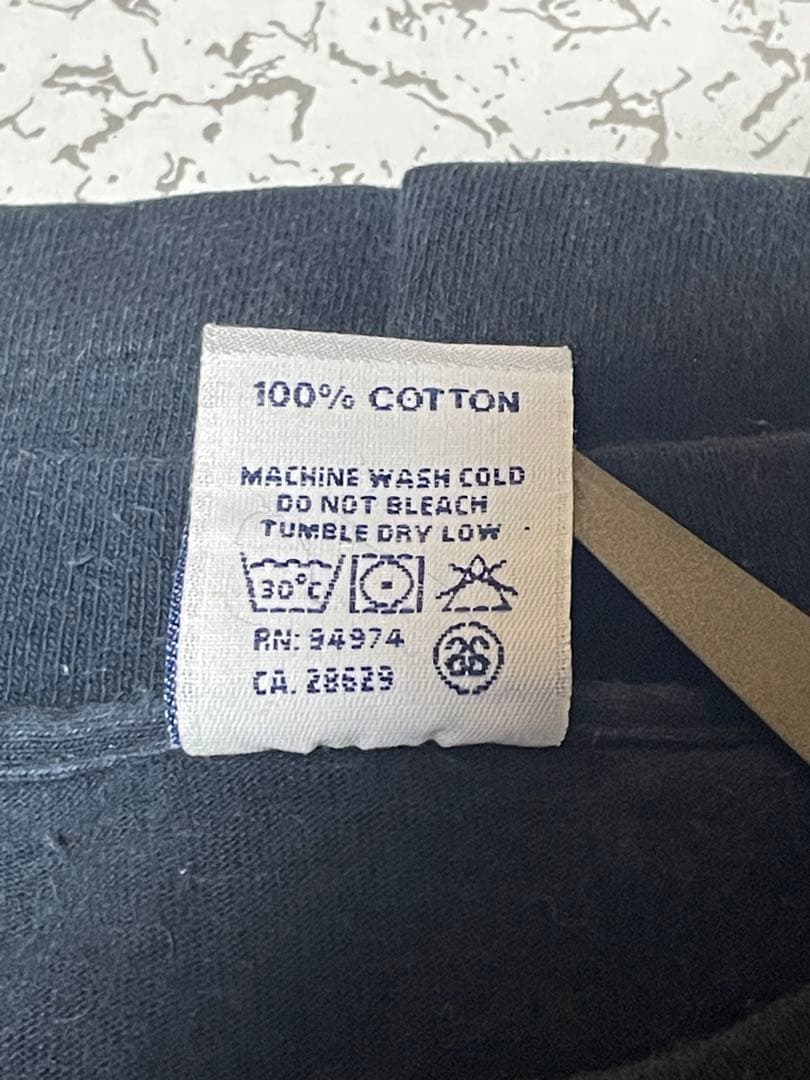 100% COTTON
MACHINE WASH COLD
DO NOT BLEACH
TUMBLE DRY LOW
30°C
RN: 94974
CA. 28629